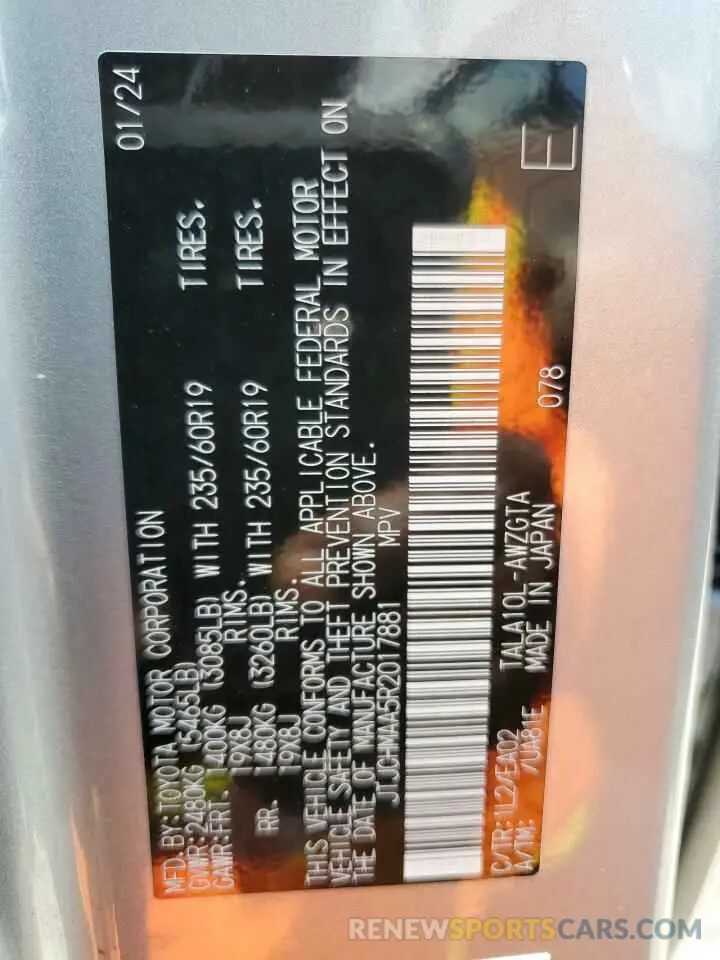 MFD. BY: TOYOTA MOTOR CORPORATION 01/24
GVWR: 2480KG (5465LB)
GAWR: FRT. 1400KG (3085LB) WITH 235/60R19 TIRES.
19X8J RIMS.
RR. 1480KG (3260LB) WITH 235/60R19 TIRES.
19X8J RIMS.
THIS VEHICLE CONFORMS TO ALL APPLICABLE FEDERAL MOTOR
VEHICLE SAFETY AND THEFT PREVENTION STANDARDS IN EFFECT ON
THE DATE OF MANUFACTURE SHOWN ABOVE.
JTJCHMAA5R2017881 MPV
C/TR: 1L2/EA02 TALA10L-AWZGTA
A/TM: /UA81E MADE IN JAPAN 078 E
RENEWSPORTSCARS.COM